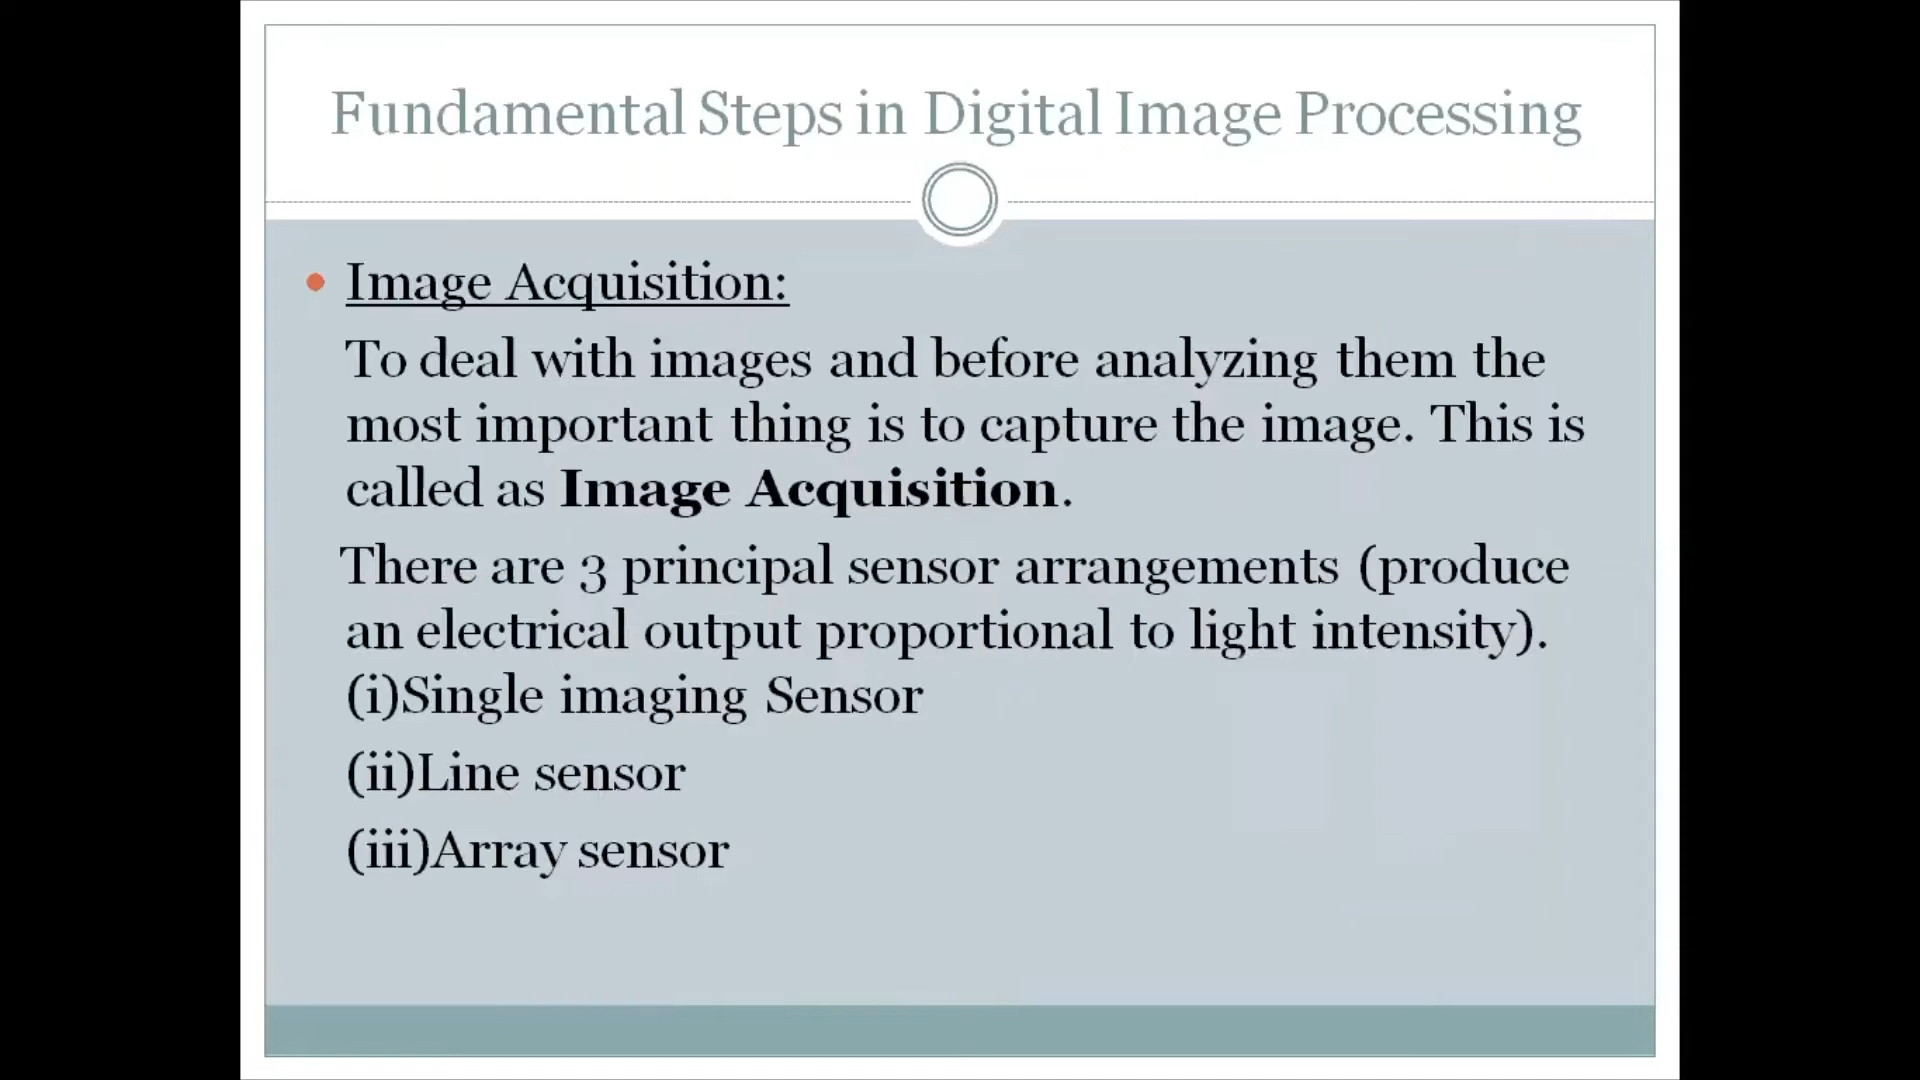 Fundamental Steps in Digital Image Processing
Image Acquisition:
To deal with images and before analyzing them the
most important thing is to capture the image. This is
called as Image Acquisition.
There are 3 principal sensor arrangements (produce
an electrical output proportional to light intensity).
(i)Single imaging Sensor
(ii)Line sensor
(iii)Array sensor